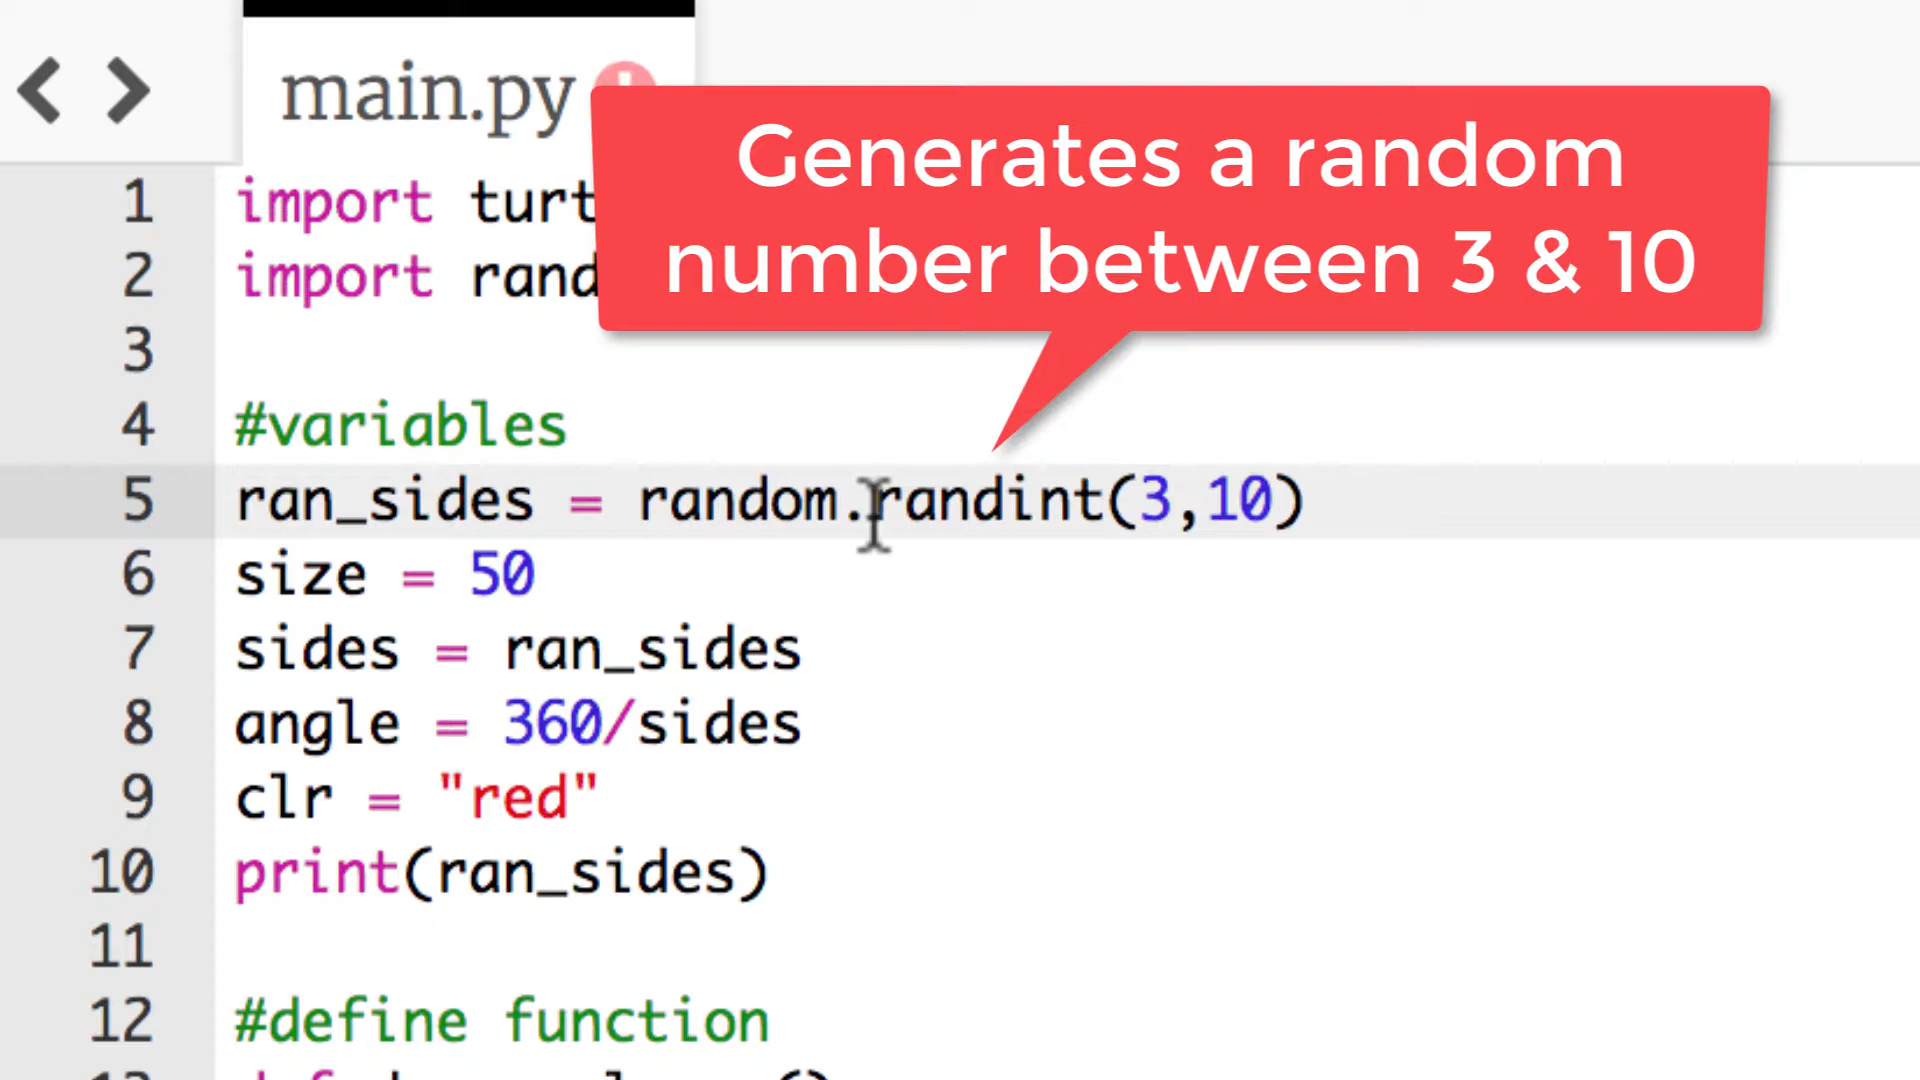 main.py
Generates a random
number between 3 & 10
1 import turt
2 import rand
3
4 #variables
5 ran_sides = random.randint(3,10)
6 size = 50
7 sides = ran_sides
8 angle = 360/sides
9 clr = "red"
10 print(ran_sides)
11
12 #define function